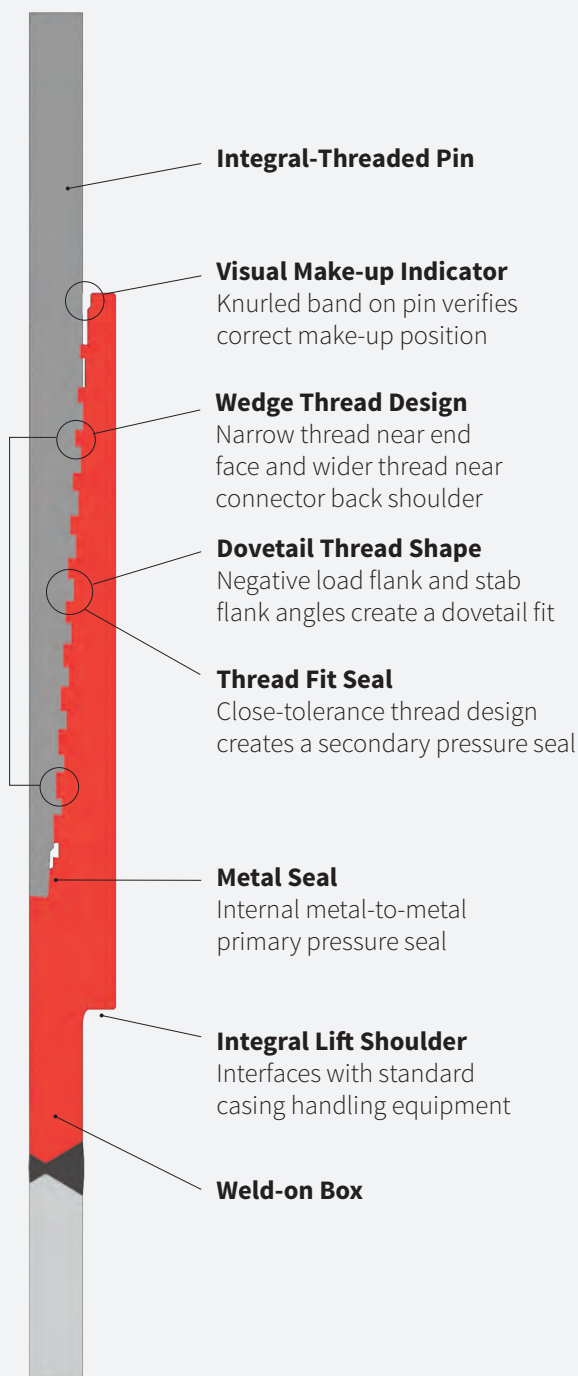 Integral-Threaded Pin
Visual Make-up Indicator
Knurled band on pin verifies
correct make-up position
Wedge Thread Design
Narrow thread near end
face and wider thread near
connector back shoulder
Dovetail Thread Shape
Negative load flank and stab
flank angles create a dovetail fit
Thread Fit Seal
Close-tolerance thread design
creates a secondary pressure seal
Metal Seal
Internal metal-to-metal
primary pressure seal
Integral Lift Shoulder
Interfaces with standard
casing handling equipment
Weld-on Box